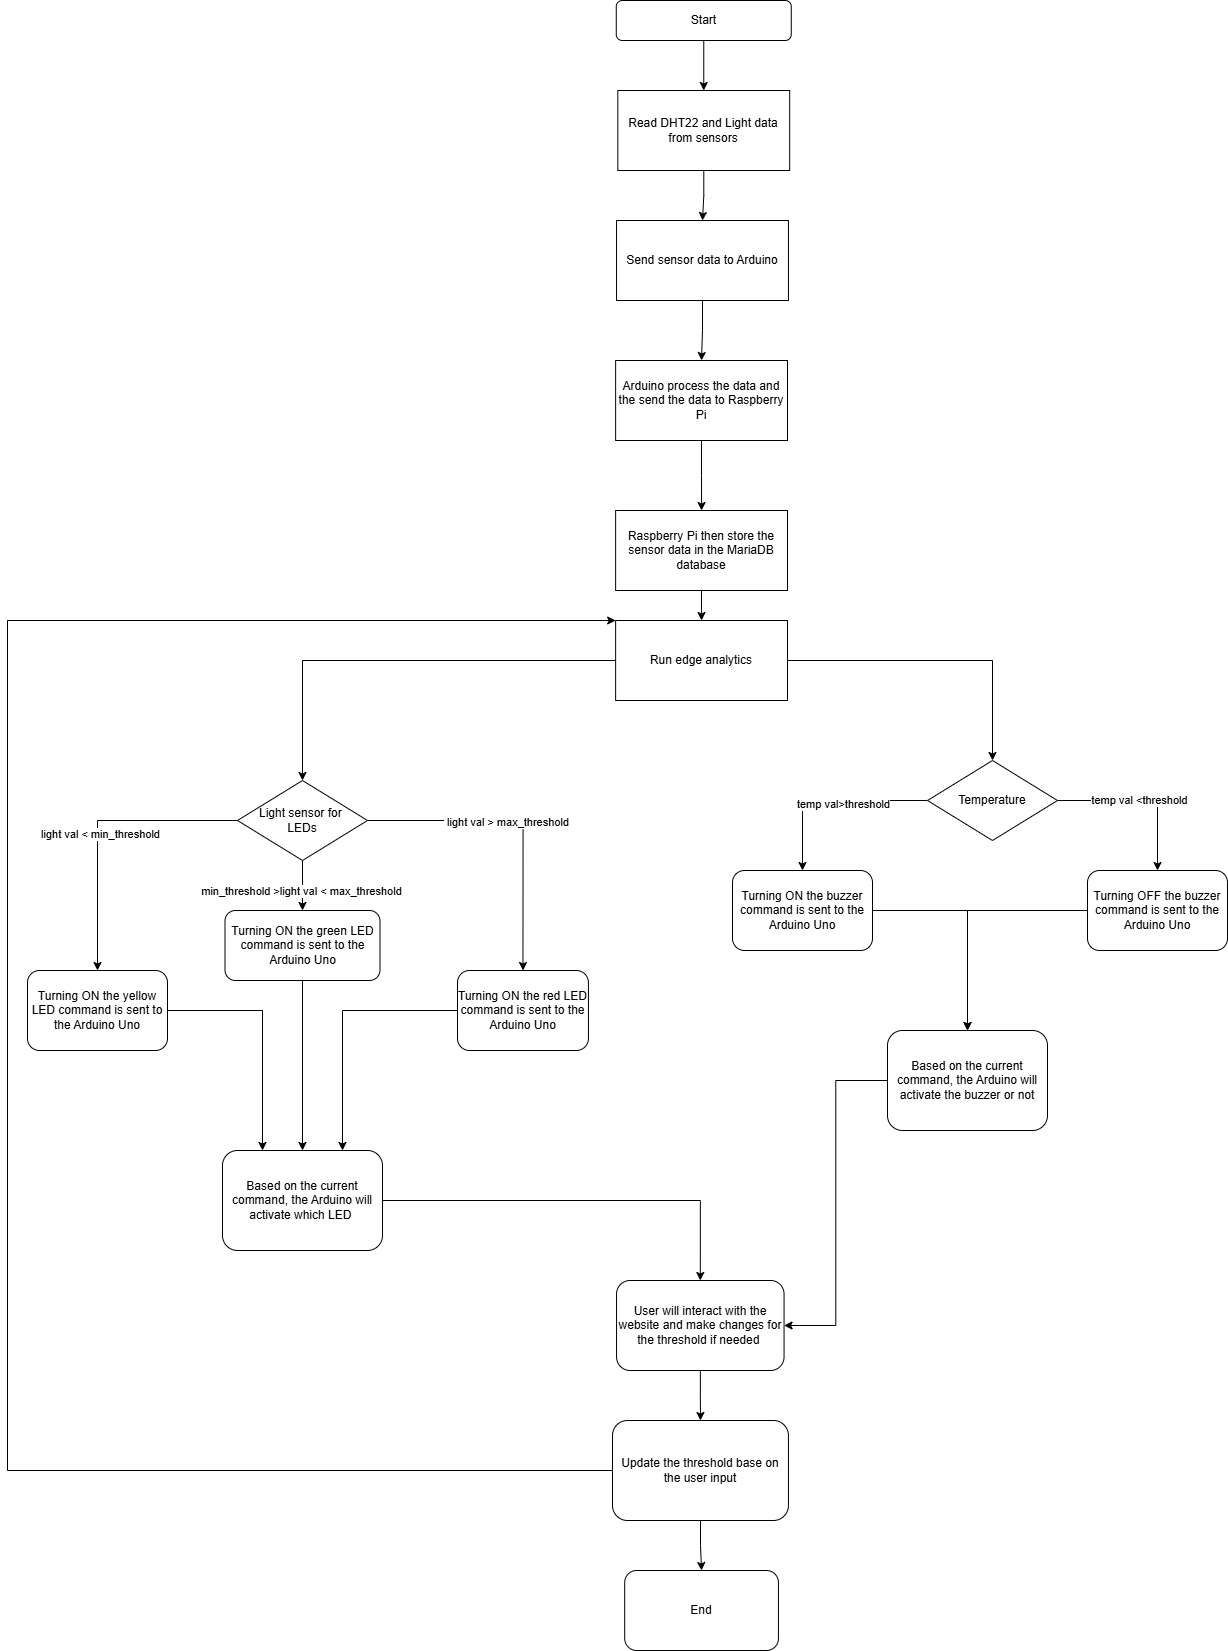 Start
Read DHT22 and Light data
from sensors
Send sensor data to Arduino
Arduino process the data and
the send the data to Raspberry
Pi
Raspberry Pi then store the
sensor data in the MariaDB
database
Run edge analytics
Light sensor for
LEDs
light val < min_threshold
light val > max_threshold
min_threshold >light val < max_threshold
Temperature
temp val>threshold
temp val <threshold
Turning ON the buzzer
command is sent to the
Arduino Uno
Turning OFF the buzzer
command is sent to the
Arduino Uno
Turning ON the green LED
command is sent to the
Arduino Uno
Turning ON the yellow
LED command is sent to
the Arduino Uno
Turning ON the red LED
command is sent to the
Arduino Uno
Based on the current
command, the Arduino will
activate the buzzer or not
Based on the current
command, the Arduino will
activate which LED
User will interact with the
website and make changes for
the threshold if needed
Update the threshold base on
the user input
End